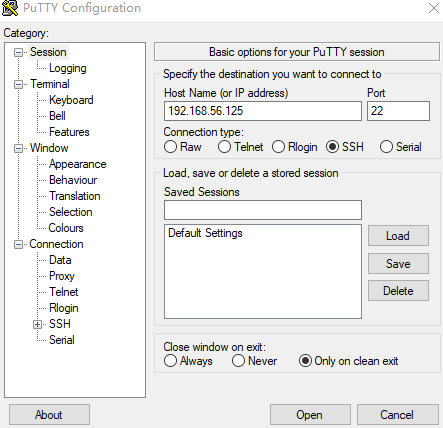 PuTTY Configuration
Category:
Session
Logging
Terminal
Keyboard
Bell
Features
Window
Appearance
Behaviour
Translation
Selection
Colours
Connection
Data
Proxy
Telnet
Rlogin
SSH
Serial
Basic options for your PuTTY session
Specify the destination you want to connect to
Host Name (or IP address) Port
192.168.56.125 22
Connection type:
Raw Telnet Rlogin SSH Serial
Load, save or delete a stored session
Saved Sessions
Default Settings
Load
Save
Delete
Close window on exit:
Always Never Only on clean exit
About Open Cancel